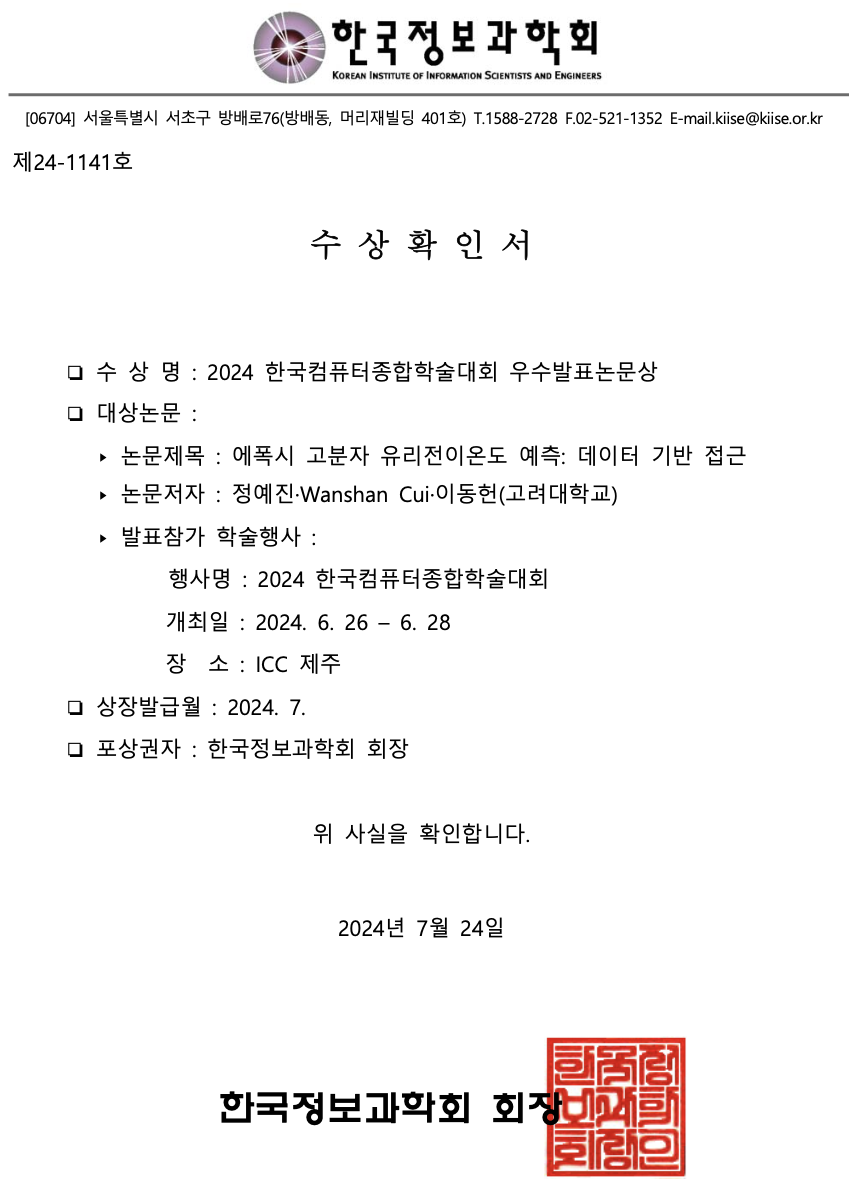 한국정보과학회
KOREAN INSTITUTE OF INFORMATION SCIENTISTS AND ENGINEERS
[06704] 서울특별시 서초구 방배로76(방배동, 머리재빌딩 401호) T.1588-2728 F.02-521-1352 E-mail.kiise@kiise.or.kr
제24-1141호
수 상 확 인 서
❏ 수 상 명 : 2024 한국컴퓨터종합학술대회 우수발표논문상
❏ 대상논문 :
▸ 논문제목 : 에폭시 고분자 유리전이온도 예측: 데이터 기반 접근
▸ 논문저자 : 정예진·Wanshan Cui·이동헌(고려대학교)
▸ 발표참가 학술행사 :
행사명 : 2024 한국컴퓨터종합학술대회
개최일 : 2024. 6. 26 – 6. 28
장 소 : ICC 제주
❏ 상장발급월 : 2024. 7.
❏ 포상권자 : 한국정보과학회 회장
위 사실을 확인합니다.
2024년 7월 24일
한국정보과학회 회장
한국정
보과학
회장인